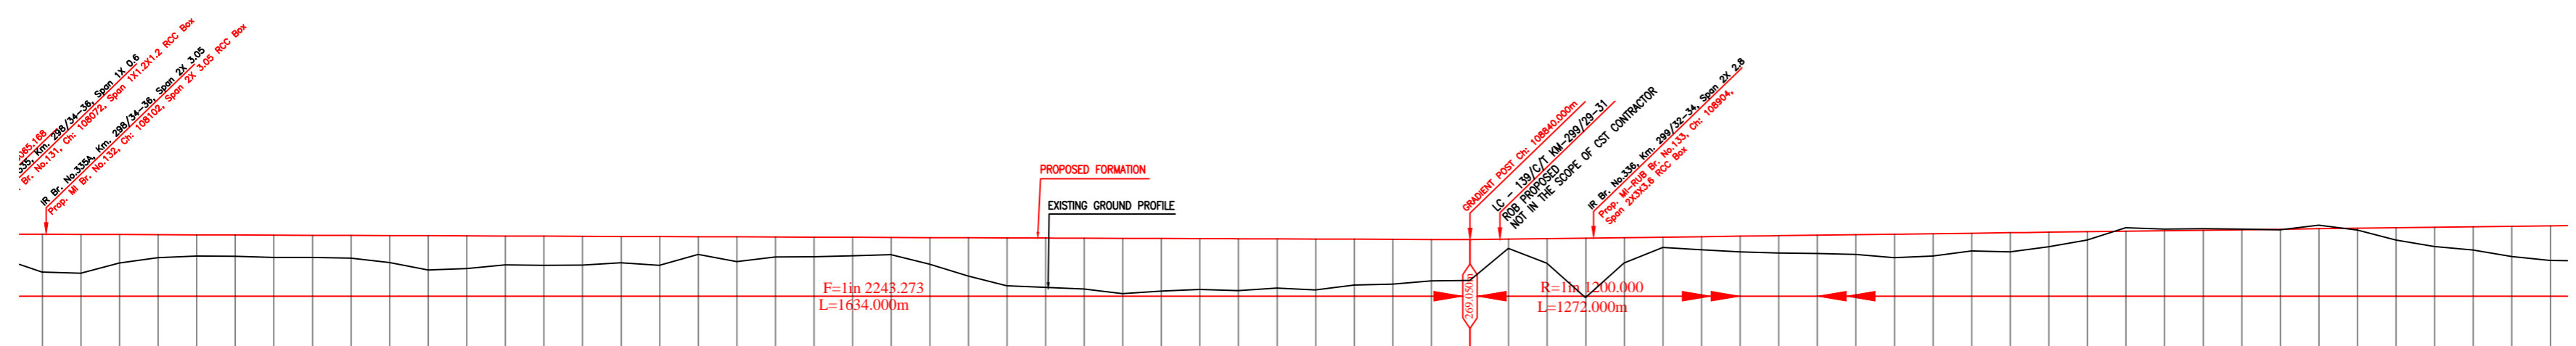 065.168
335, Km. 298/34-36, Span 1X 0.6
Br. No.131, Ch: 108072, Span 1X1.2X1.2 RCC Box
IR Br. No.335A, Km. 298/34-36, Span 2X 3.05
Prop. MI Br. No.132, Ch: 108102, Span 2X 3.05 RCC Box
PROPOSED FORMATION
EXISTING GROUND PROFILE
GRADIENT POST Ch: 108840.000m
LC - 139/C/T KM-299/29-31
ROB PROPOSED
NOT IN THE SCOPE OF CST CONTRACTOR
IR Br. No.336, Km. 299/32-34, Span 2X 2.8
Prop. MI-RUB Br. No.133, Ch: 108904,
Span 2X3X3.6 RCC Box
F=1in 2243.273
L=1634.000m
269.050m
R=1in 1200.000
L=1272.000m